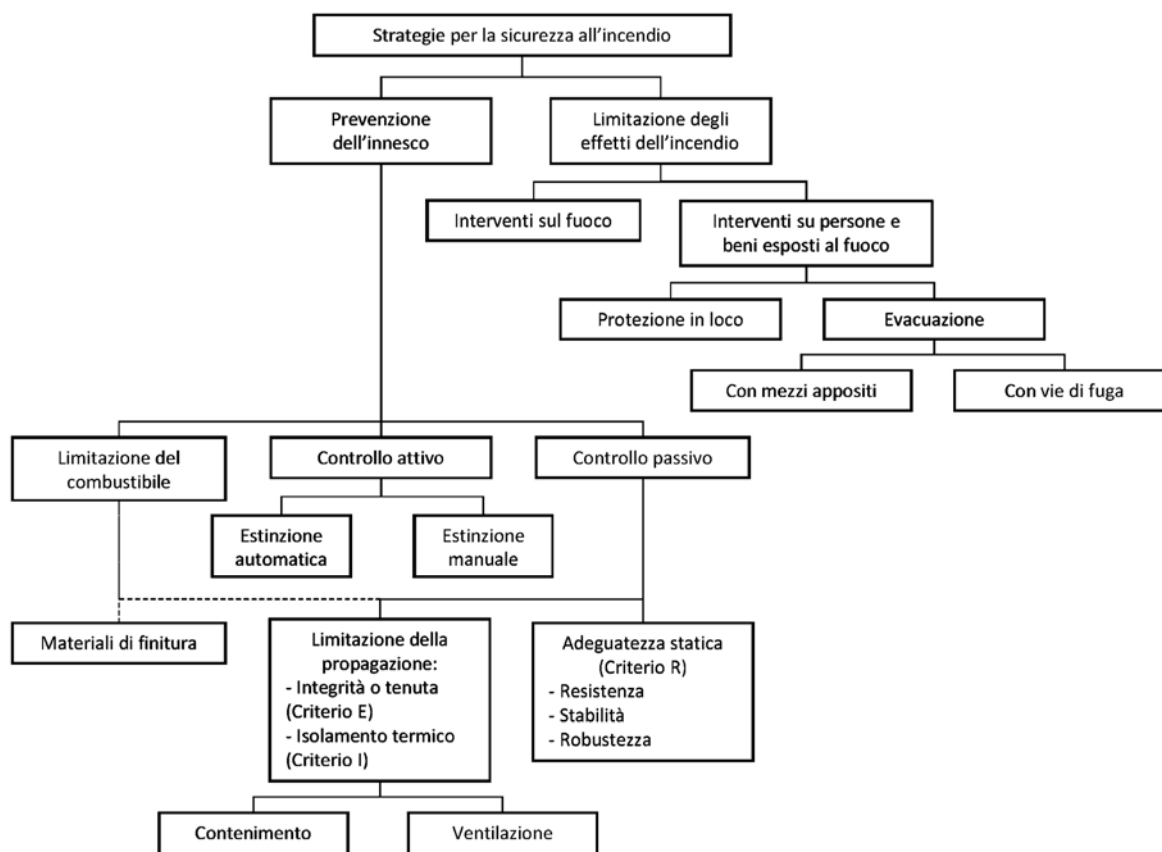 Strategie per la sicurezza all'incendio
Prevenzione
dell'innesco
Limitazione degli
effetti dell'incendio
Interventi sul fuoco
Interventi su persone e
beni esposti al fuoco
Protezione in loco
Evacuazione
Con mezzi appositi
Con vie di fuga
Limitazione del
combustibile
Controllo attivo
Controllo passivo
Estinzione
automatica
Estinzione
manuale
Materiali di finitura
Limitazione della
propagazione:
- Integrità o tenuta
(Criterio E)
- Isolamento termico
(Criterio I)
Adeguatezza statica
(Criterio R)
- Resistenza
- Stabilità
- Robustezza
Contenimento
Ventilazione